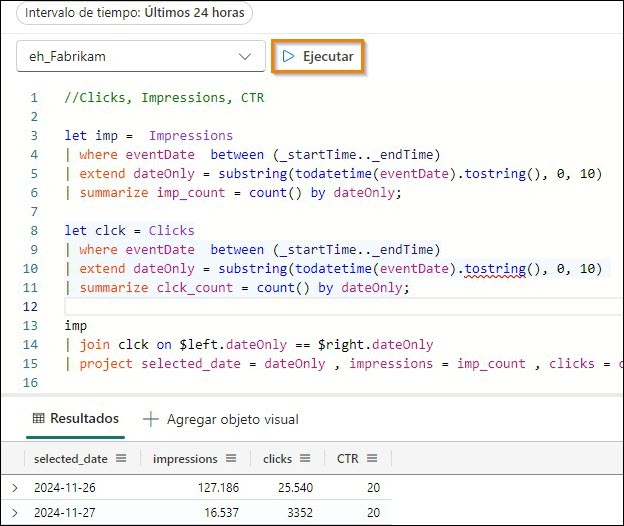 Intervalo de tiempo: Últimos 24 horas
eh_Fabrikam
Ejecutar
1 //Clicks, Impressions, CTR
2
3 let imp =  Impressions
4 | where eventDate  between (_startTime.._endTime)
5 | extend dateOnly = substring(todatetime(eventDate).tostring(), 0, 10)
6 | summarize imp_count = count() by dateOnly;
7
8 let clck = Clicks
9 | where eventDate  between (_startTime.._endTime)
10 | extend dateOnly = substring(todatetime(eventDate).tostring(), 0, 10)
11 | summarize clck_count = count() by dateOnly;
12
13 imp
14 | join clck on $left.dateOnly == $right.dateOnly
15 | project selected_date = dateOnly , impressions = imp_count , clicks =
16
Resultados Agregar objeto visual
selected_date impressions clicks CTR
2024-11-26 127.186 25.540 20
2024-11-27 16.537 3352 20